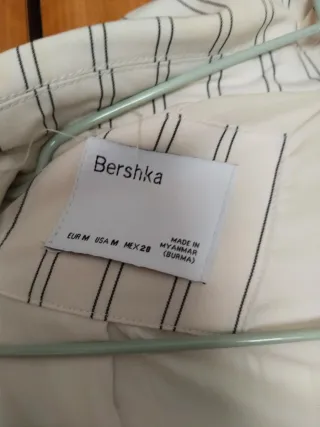 Bershka
EUR M USA M MEX 28
MADE IN
MYANMAR
(BURMA)